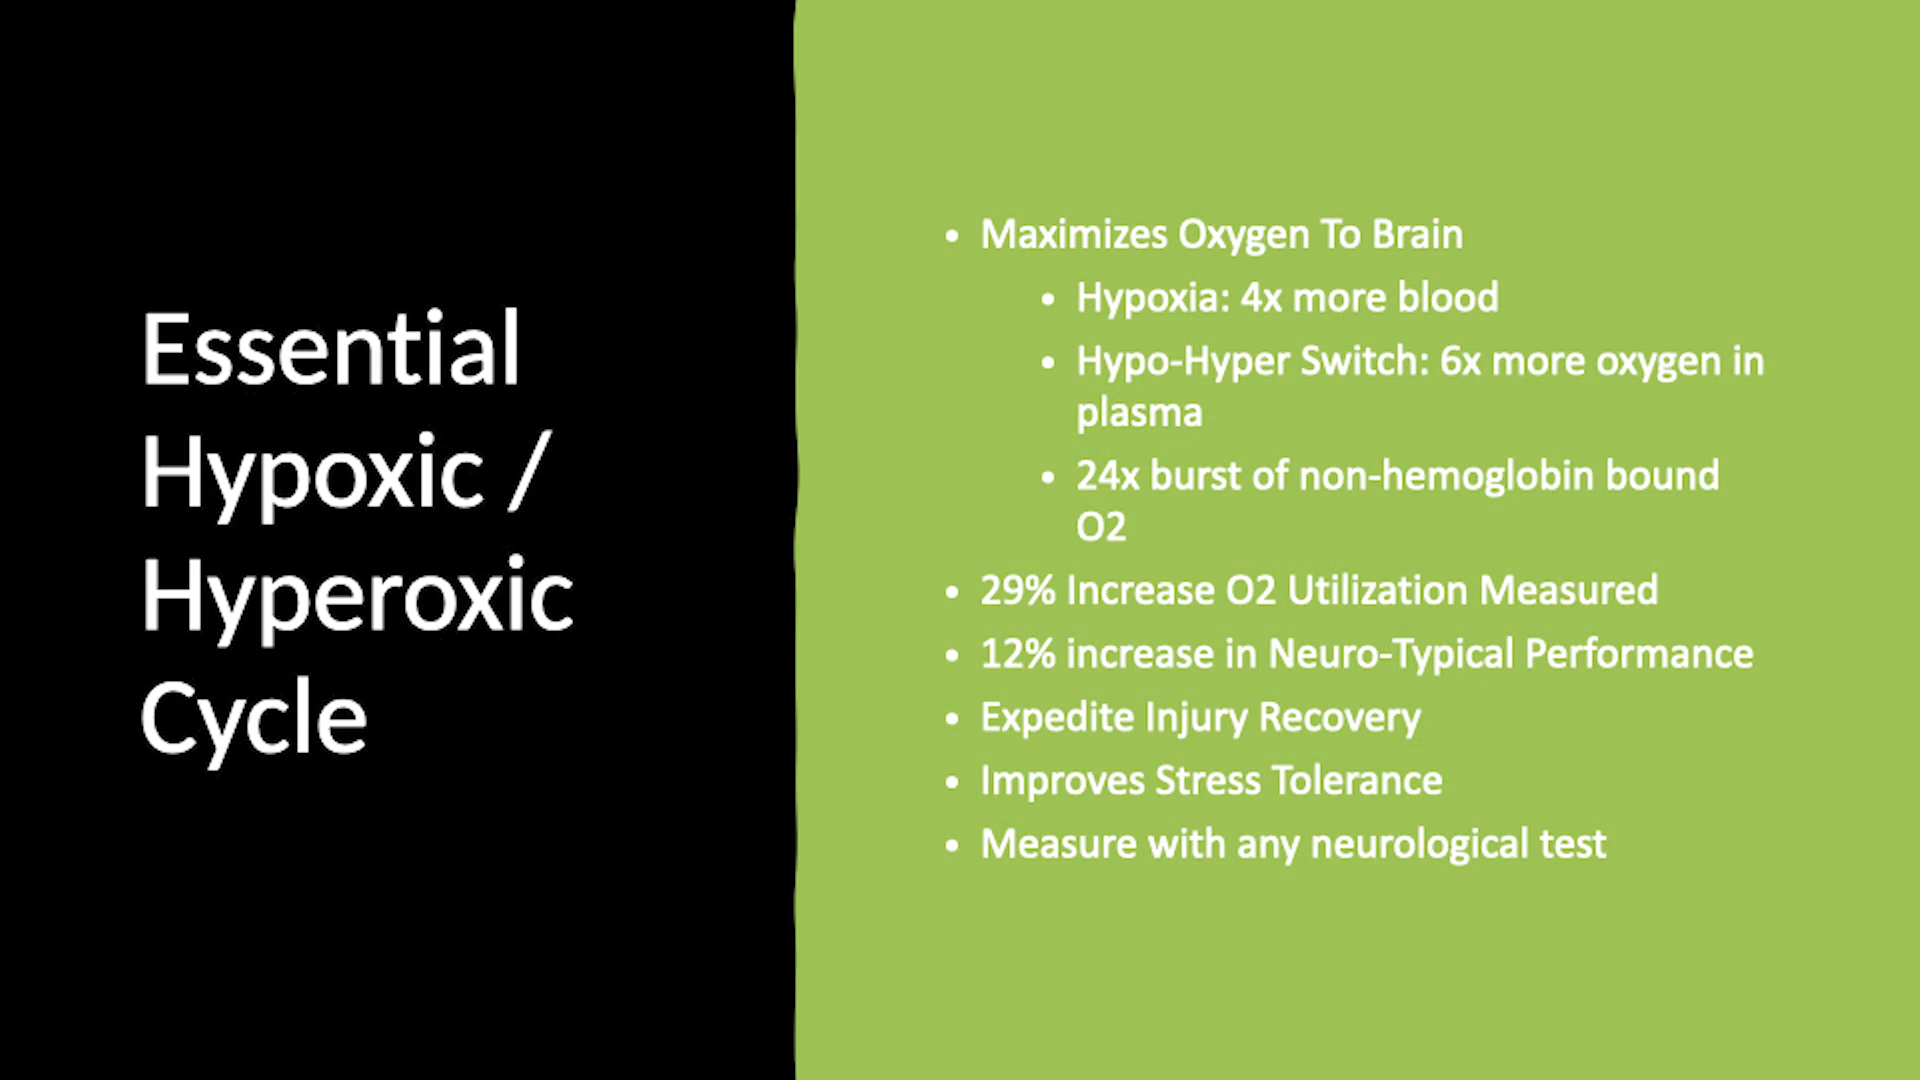 Essential
Hypoxic /
Hyperoxic
Cycle
• Maximizes Oxygen To Brain
• Hypoxia: 4x more blood
• Hypo-Hyper Switch: 6x more oxygen in
plasma
• 24x burst of non-hemoglobin bound
O2
• 29% Increase O2 Utilization Measured
• 12% increase in Neuro-Typical Performance
• Expedite Injury Recovery
• Improves Stress Tolerance
• Measure with any neurological test